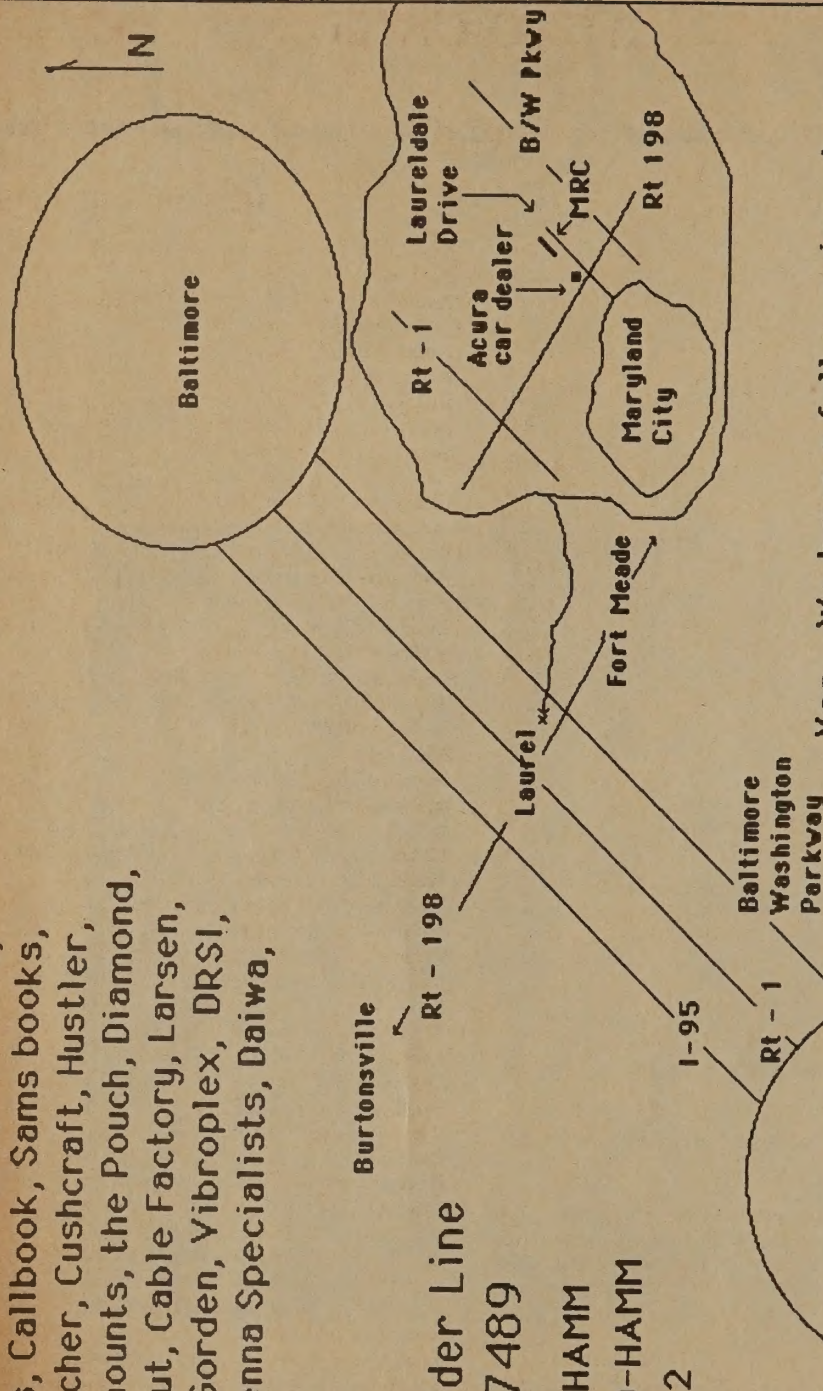 , Callbook, Sams books,
cher, Cushcraft, Hustler,
ounts, the Pouch, Diamond,
ut, Cable Factory, Larsen,
Gorden, Vibroplex, DRSI,
enna Specialists, Daiwa,
der Line
7489
HAMM
-HAMM
2
N
Baltimore
Burtonsville
Rt - 198
Laurel
Fort Meade
I-95
Rt - 1
Baltimore
Washington
Parkway
Rt - 1
Laureldale
Drive
Acura
car dealer
B/W Pkwy
MRC
Rt 198
Maryland
City